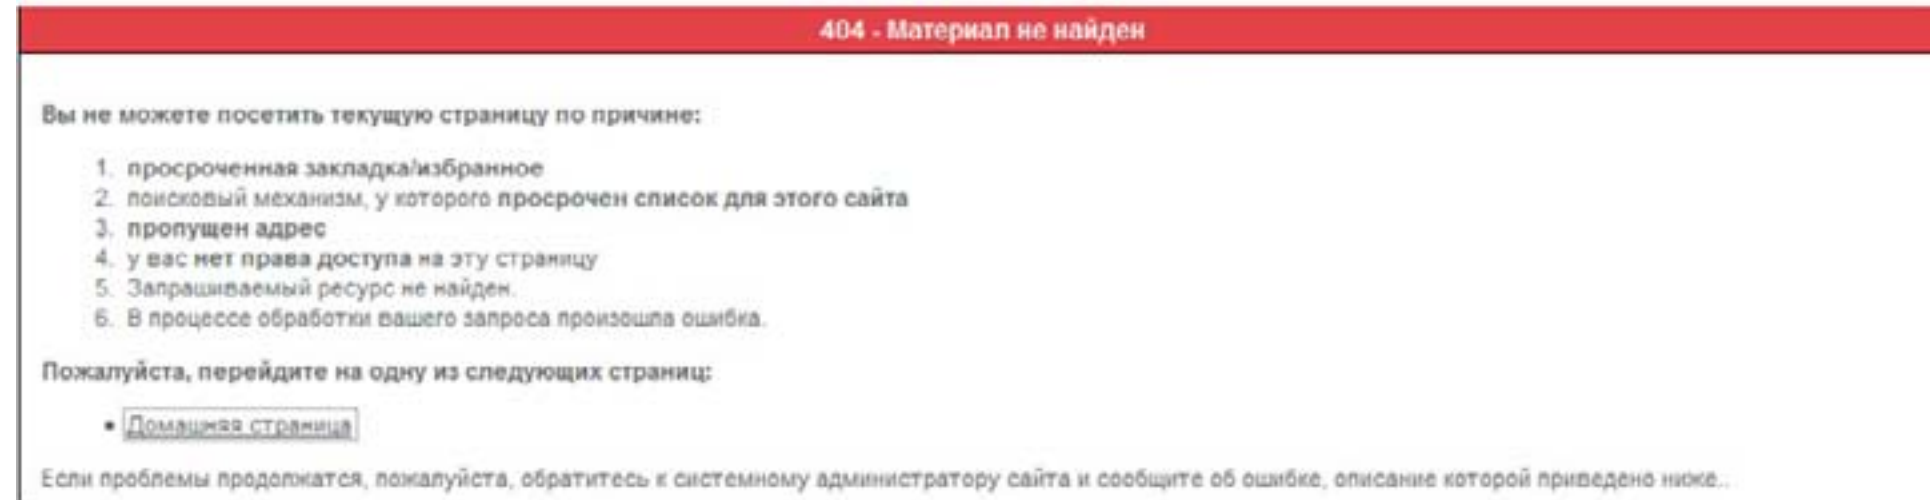 404 - Материал не найден
Вы не можете посетить текущую страницу по причине:
1. просроченная закладка/избранное
2. поисковый механизм, у которого просрочен список для этого сайта
3. пропущен адрес
4. у вас нет права доступа на эту страницу
5. Запрашиваемый ресурс не найден.
6. В процессе обработки вашего запроса произошла ошибка.
Пожалуйста, перейдите на одну из следующих страниц:
• Домашняя страница
Если проблемы продолжатся, пожалуйста, обратитесь к системному администратору сайта и сообщите об ошибке, описание которой приведено ниже..